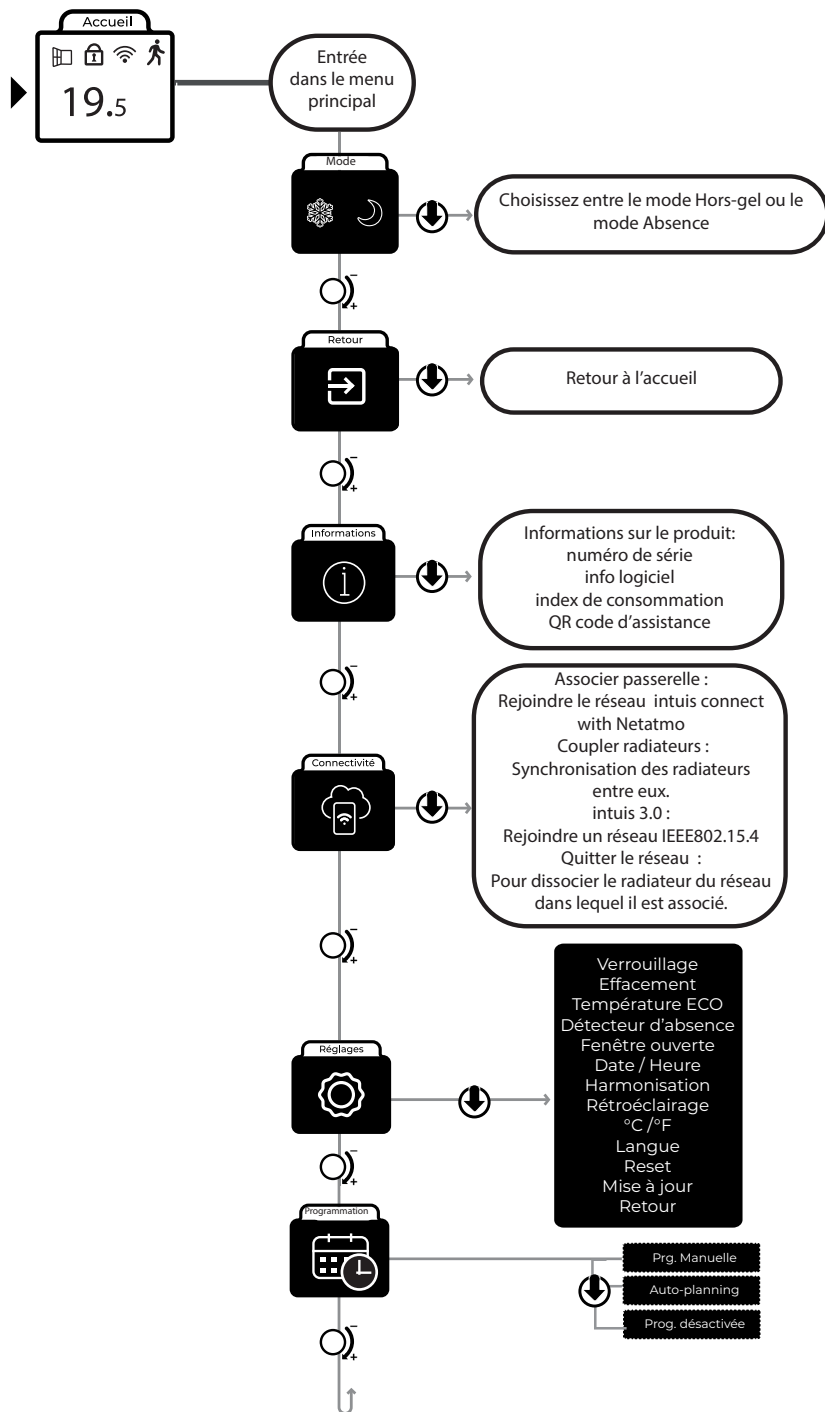 Accueil
19.5
Entrée
dans le menu
principal
Mode
Choisissez entre le mode Hors-gel ou le
mode Absence
−
+
Retour
Retour à l'accueil
−
+
Informations
i
Informations sur le produit:
numéro de série
info logiciel
index de consommation
QR code d'assistance
−
+
Connectivité
Associer passerelle :
Rejoindre le réseau intuis connect
with Netatmo
Coupler radiateurs :
Synchronisation des radiateurs
entre eux.
intuis 3.0 :
Rejoindre un réseau IEEE802.15.4
Quitter le réseau :
Pour dissocier le radiateur du réseau
dans lequel il est associé.
−
+
Réglages
Verrouillage
Effacement
Température ECO
Détecteur d'absence
Fenêtre ouverte
Date / Heure
Harmonisation
Rétroéclairage
°C /°F
Langue
Reset
Mise à jour
Retour
−
+
Programmation
Prg. Manuelle
Auto-planning
Prog. désactivée
−
+